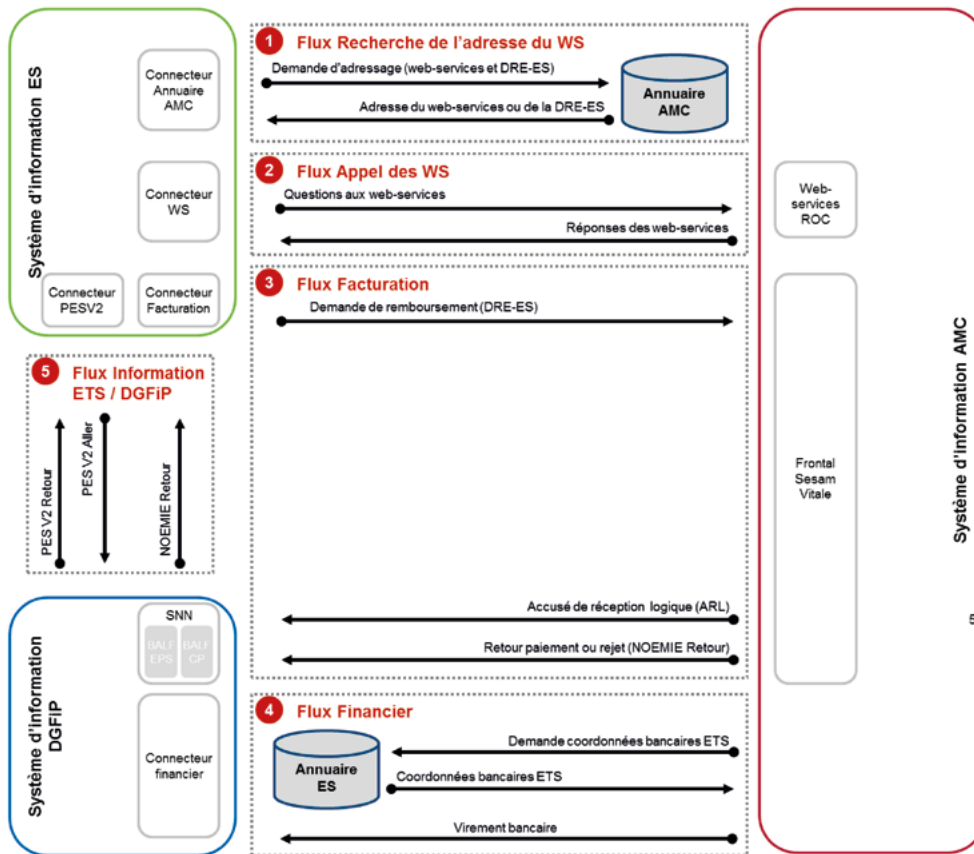 Système d'information ES
Connecteur
Annuaire
AMC
Connecteur
WS
Connecteur
PESV2
Connecteur
Facturation
1 Flux Recherche de l'adresse du WS
Demande d'adressage (web-services et DRE-ES)
Adresse du web-services ou de la DRE-ES
Annuaire
AMC
2 Flux Appel des WS
Questions aux web-services
Réponses des web-services
Web-
services
ROC
3 Flux Facturation
Demande de remboursement (DRE-ES)
Accusé de réception logique (ARL)
Retour paiement ou rejet (NOEMIE Retour)
Frontal
Sesam
Vitale
Système d'information AMC
5
5 Flux Information
ETS / DGFiP
PES V2 Retour
PES V2 Aller
NOEMIE Retour
Système d'information
DGFiP
SNN
BALF
EPS
BALF
CP
Connecteur
financier
4 Flux Financier
Annuaire
ES
Demande coordonnées bancaires ETS
Coordonnées bancaires ETS
Virement bancaire